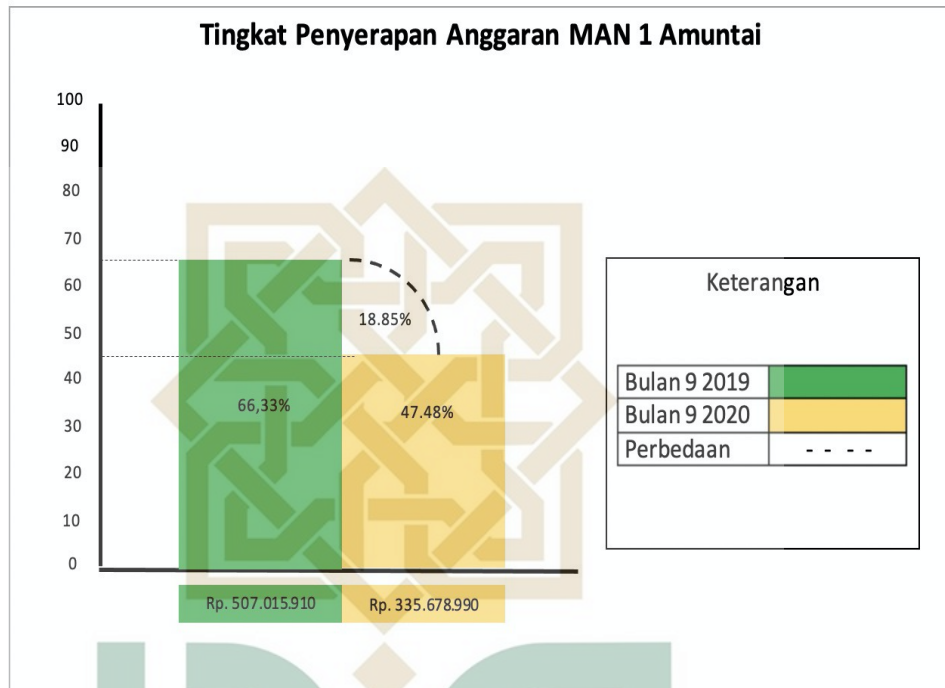 Tingkat Penyerapan Anggaran MAN 1 Amuntai
100
90
80
70
60
50
40
30
20
10
0
18.85%
66,33%
47.48%
Rp. 507.015.910
Rp. 335.678.990
Keterangan
Bulan 9 2019
Bulan 9 2020
Perbedaan - - - -